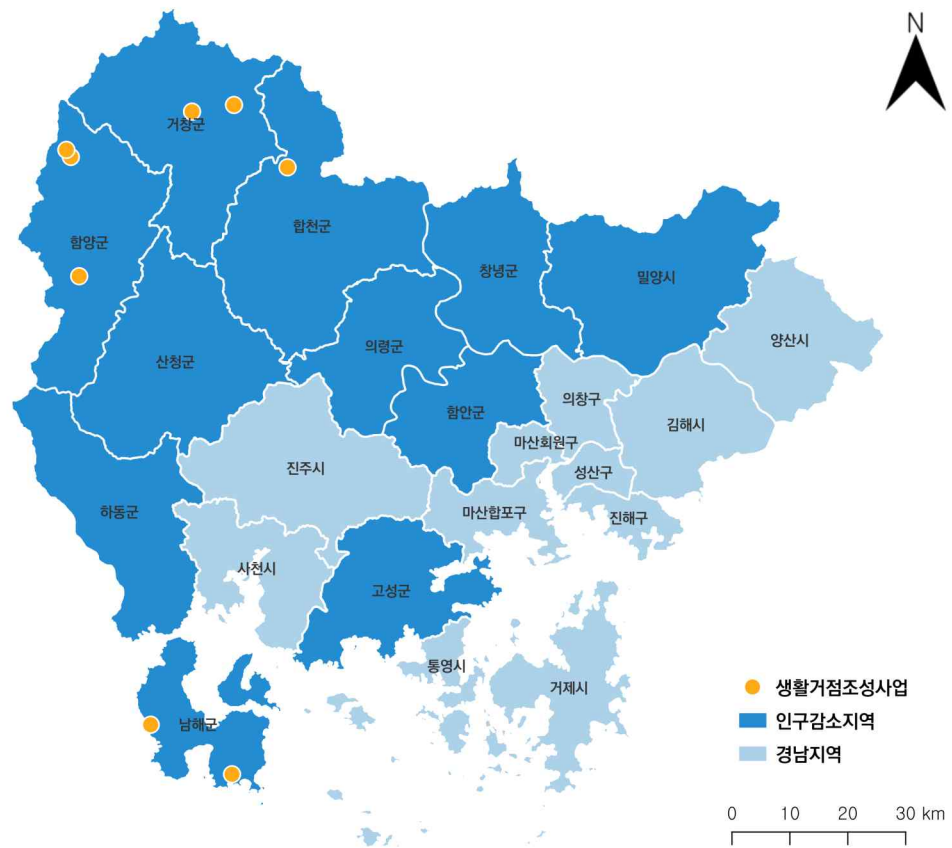 N
거창군
합천군
함양군
창녕군
밀양시
양산시
의령군
산청군
의창구
함안군
김해시
마산회원구
진주시
성산구
하동군
마산합포구
진해구
사천시
고성군
통영시
거제시
남해군
생활거점조성사업
인구감소지역
경남지역
0 10 20 30 km